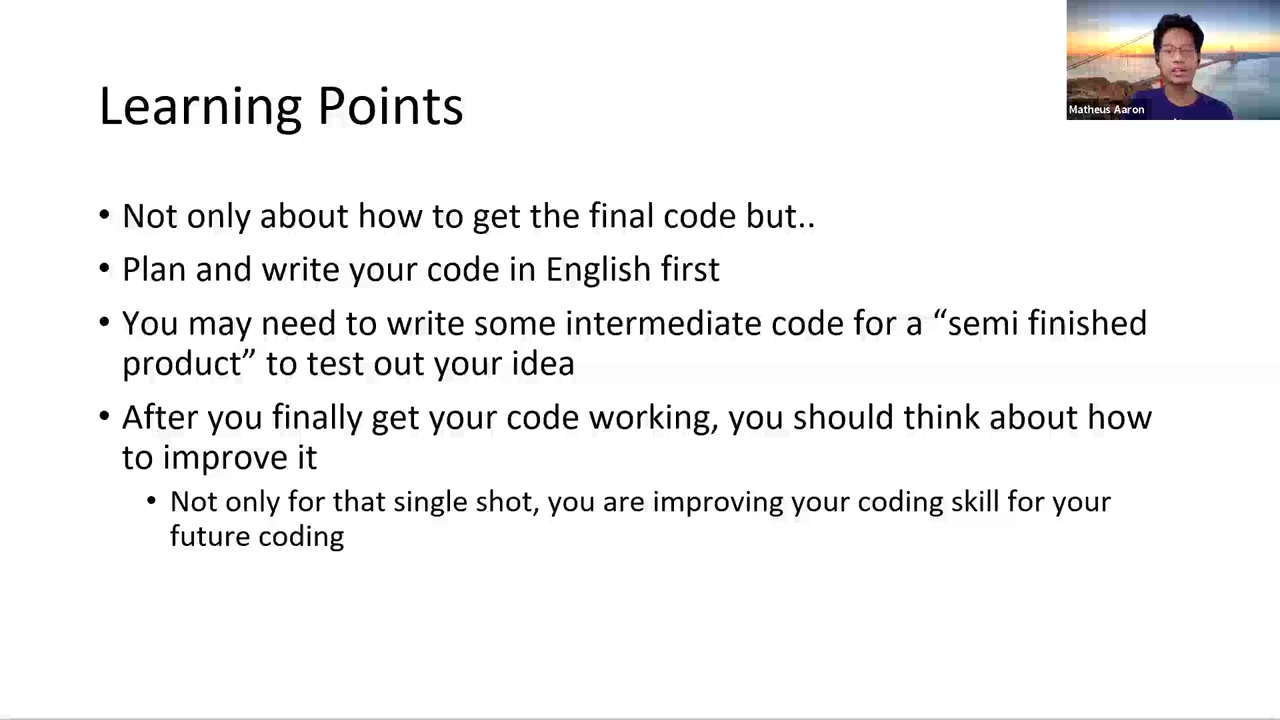 Learning Points
Matheus Aaron
• Not only about how to get the final code but..
• Plan and write your code in English first
• You may need to write some intermediate code for a “semi finished
product” to test out your idea
• After you finally get your code working, you should think about how
to improve it
• Not only for that single shot, you are improving your coding skill for your
future coding